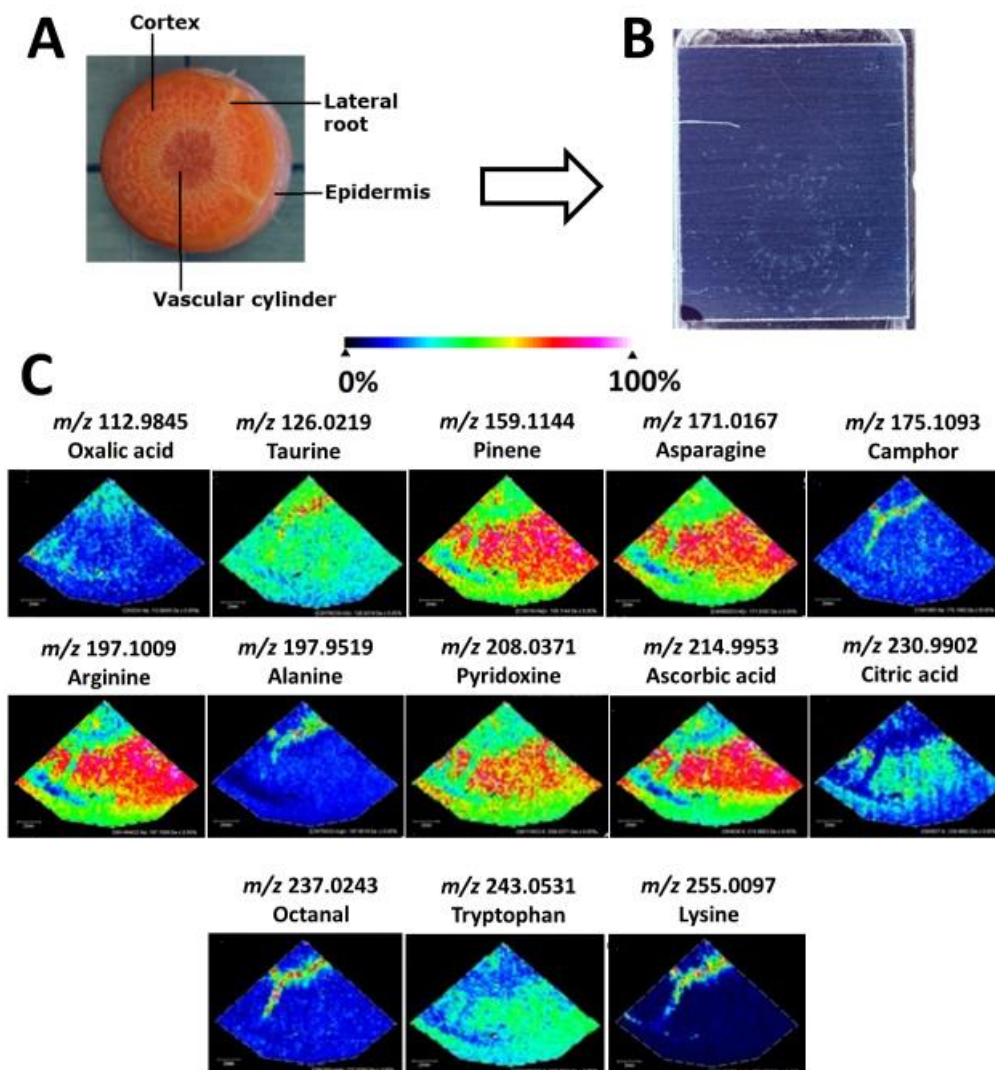 A
Cortex
Lateral
root
Epidermis
Vascular cylinder
B
C
0%
100%
m/z 112.9845
Oxalic acid
m/z 126.0219
Taurine
m/z 159.1144
Pinene
m/z 171.0167
Asparagine
m/z 175.1093
Camphor
m/z 197.1009
Arginine
m/z 197.9519
Alanine
m/z 208.0371
Pyridoxine
m/z 214.9953
Ascorbic acid
m/z 230.9902
Citric acid
m/z 237.0243
Octanal
m/z 243.0531
Tryptophan
m/z 255.0097
Lysine